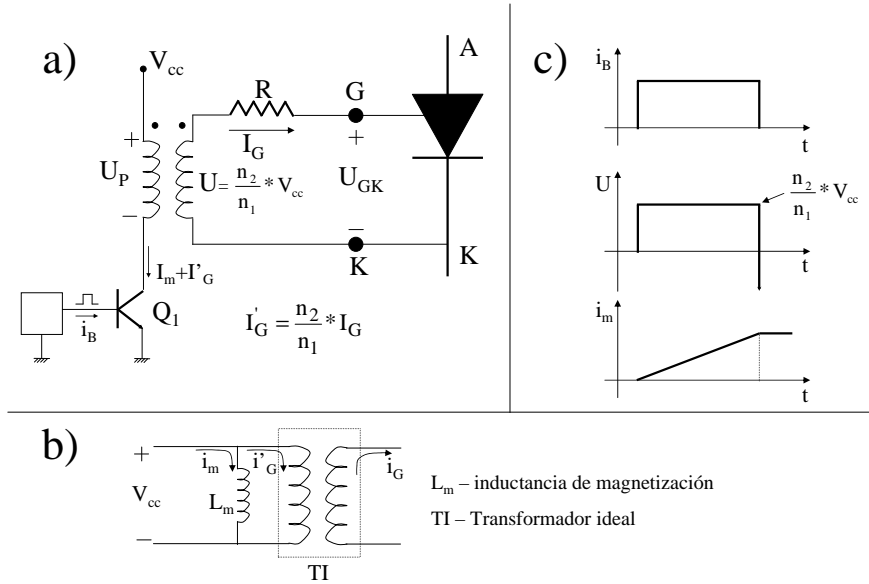 a)
V_cc
R
G
A
+
I_G
+
U_P
U = n_2/n_1 * V_cc
U_GK
–
–
K
K
I_m+I'_G
Q_1
i_B
I'_G = n_2/n_1 * I_G
c)
i_B
t
U
n_2/n_1 * V_cc
t
i_m
t
b)
+
i_m
i'_G
i_G
V_cc
L_m
–
TI
L_m – inductancia de magnetización
TI – Transformador ideal